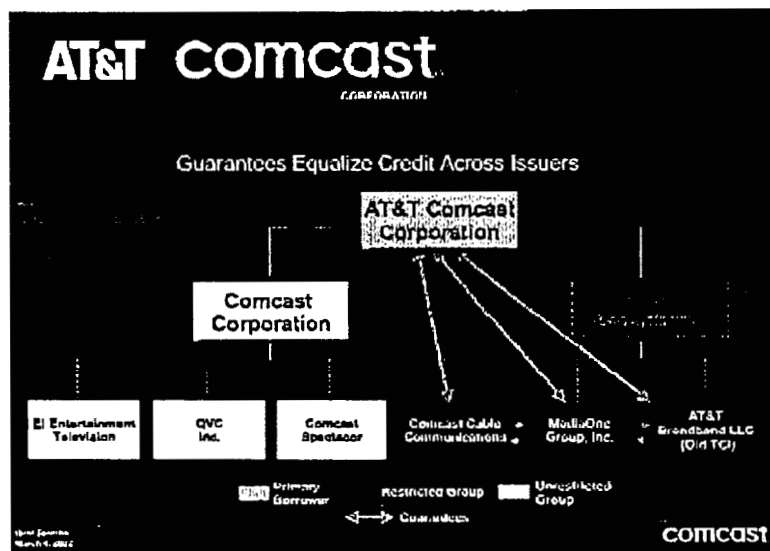 AT&T comcast
CORPORATION
Guarantees Equalize Credit Across Issuers
AT&T Comcast
Corporation
Comcast
Corporation
E! Entertainment
Television
QVC
Inc.
Comcast
Spectacor
Comcast Cable
Communications
MediaOne
Group, Inc.
AT&T
Broadband LLC
(Old TCI)
Primary
Borrower
Restricted Group
Unrestricted
Group
Guarantees
comcast